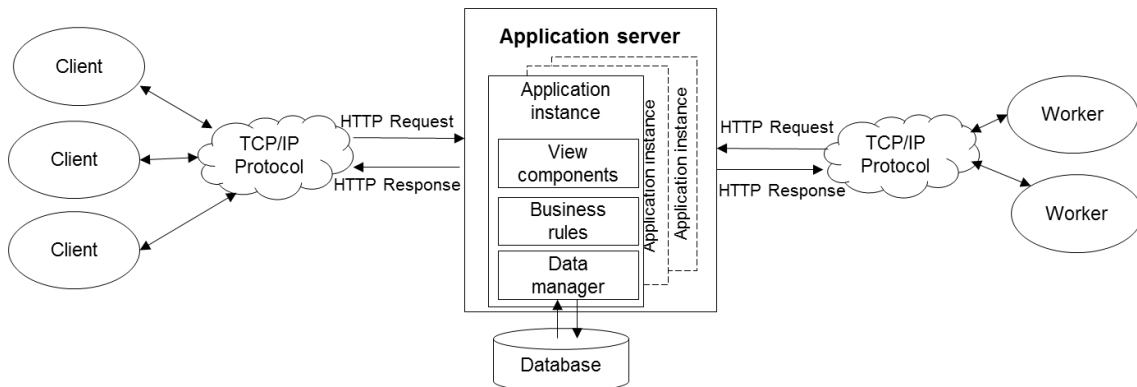 Client
Client
Client
TCP/IP
Protocol
HTTP Request
HTTP Response
Application server
Application
instance
View
components
Business
rules
Data
manager
Application instance
Application instance
Database
HTTP Request
HTTP Response
TCP/IP
Protocol
Worker
Worker